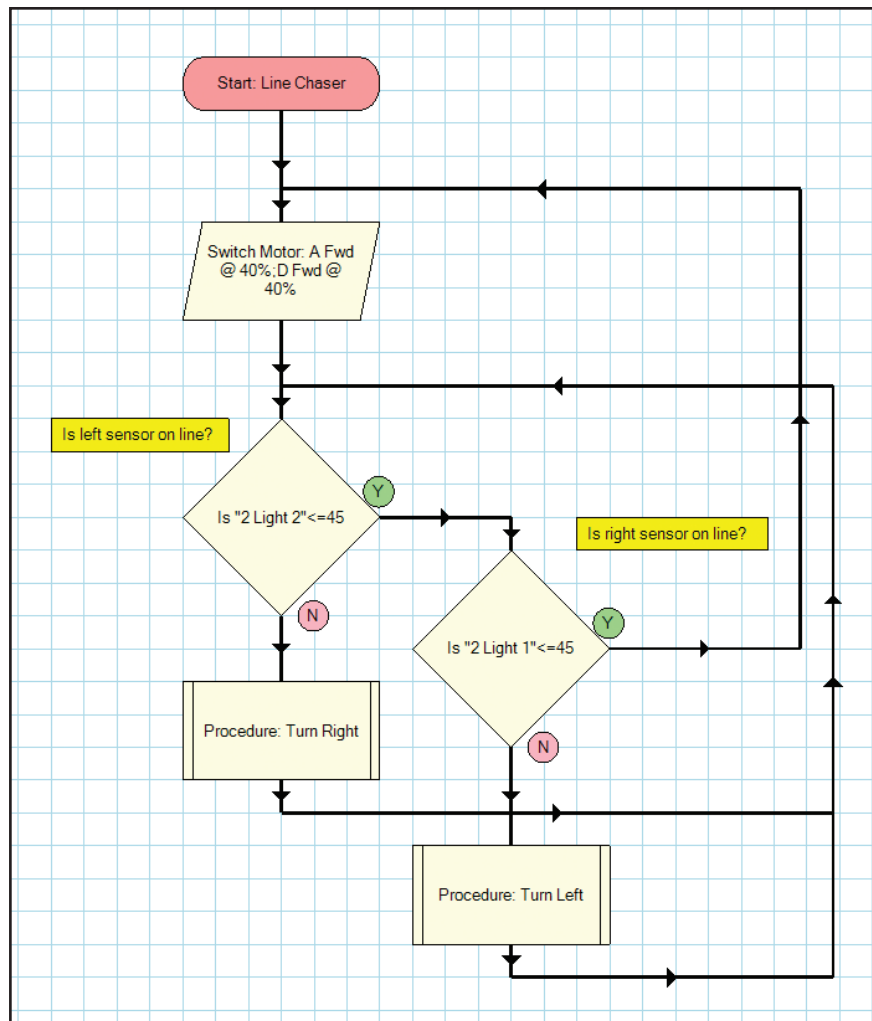 Start: Line Chaser
Switch Motor: A Fwd
@ 40%;D Fwd @
40%
Is left sensor on line?
Is "2 Light 2"<=45
Y
N
Is right sensor on line?
Is "2 Light 1"<=45
Y
N
Procedure: Turn Right
Procedure: Turn Left